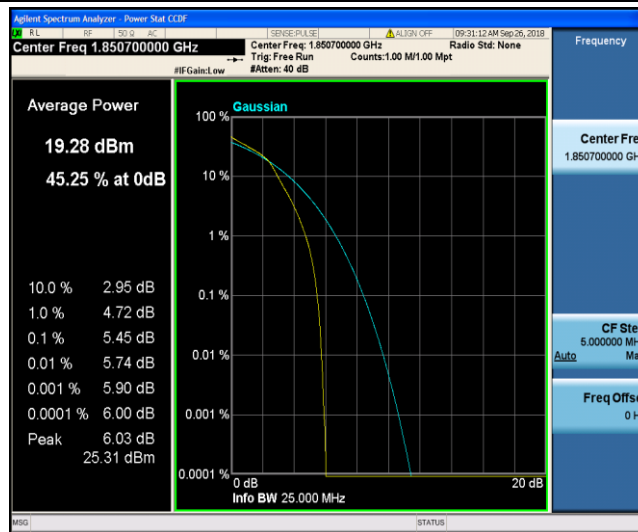 Agilent Spectrum Analyzer - Power Stat CCDF
RL RF 50 Ω AC SENSE:PULSE ALIGN OFF 09:31:12 AM Sep 26, 2018
Center Freq 1.850700000 GHz
Center Freq: 1.850700000 GHz Radio Std: None
Trig: Free Run Counts:1.00 M/1.00 Mpt
#IFGain:Low #Atten: 40 dB
Frequency
Average Power
19.28 dBm
45.25 % at 0dB
10.0 % 2.95 dB
1.0 % 4.72 dB
0.1 % 5.45 dB
0.01 % 5.74 dB
0.001 % 5.90 dB
0.0001 % 6.00 dB
Peak 6.03 dB
25.31 dBm
Gaussian
100 %
10 %
1 %
0.1 %
0.01 %
0.001 %
0.0001 %
0 dB 20 dB
Info BW 25.000 MHz
Center Fre
1.850700000 GH
CF Ste
5.000000 MH
Auto Ma
Freq Offse
0 H
MSG STATUS